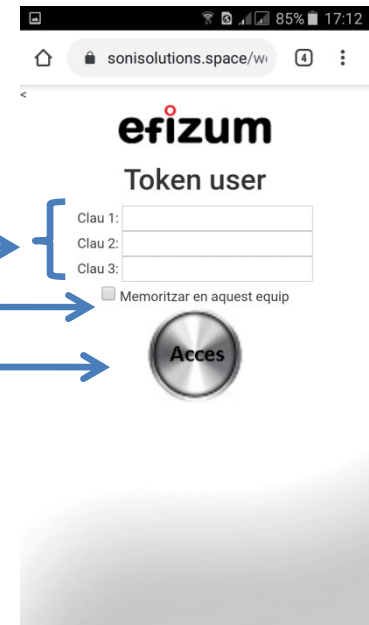 85% 17:12
sonisolutions.space/w
4
<
efizum
Token user
Clau 1:
Clau 2:
Clau 3:
Memoritzar en aquest equip
Acces